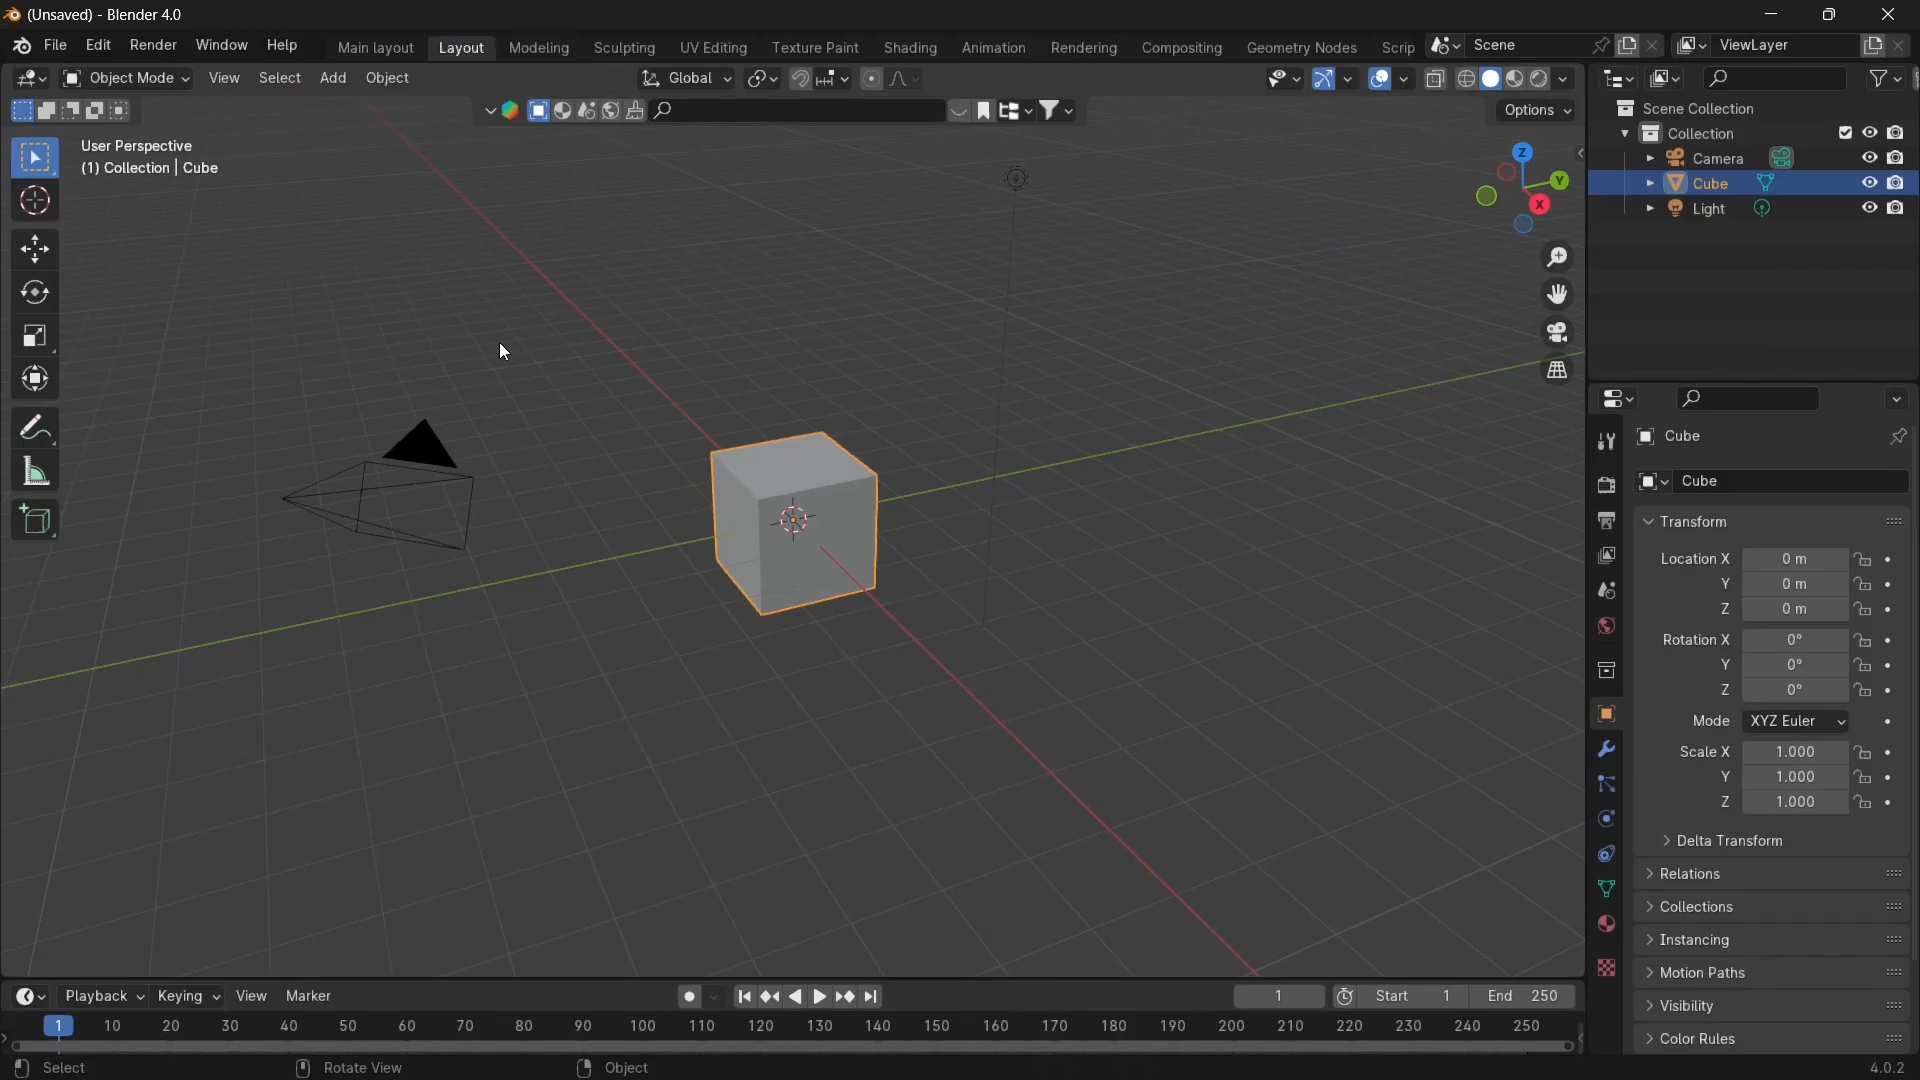 (Unsaved) - Blender 4.0
File Edit Render Window Help Main layout Layout Modeling Sculpting UV Editing Texture Paint Shading Animation Rendering Compositing Geometry Nodes Scrip Scene ViewLayer
Object Mode View Select Add Object Global
Options
User Perspective
(1) Collection | Cube
Z
Y
X
Scene Collection
Collection
Camera
Cube
Light
Cube
Cube
Transform
Location X 0 m
Y 0 m
Z 0 m
Rotation X 0°
Y 0°
Z 0°
Mode XYZ Euler
Scale X 1.000
Y 1.000
Z 1.000
Delta Transform
Relations
Collections
Instancing
Motion Paths
Visibility
Color Rules
Playback Keying View Marker 1 Start 1 End 250
1 10 20 30 40 50 60 70 80 90 100 110 120 130 140 150 160 170 180 190 200 210 220 230 240 250
Select Rotate View Object 4.0.2